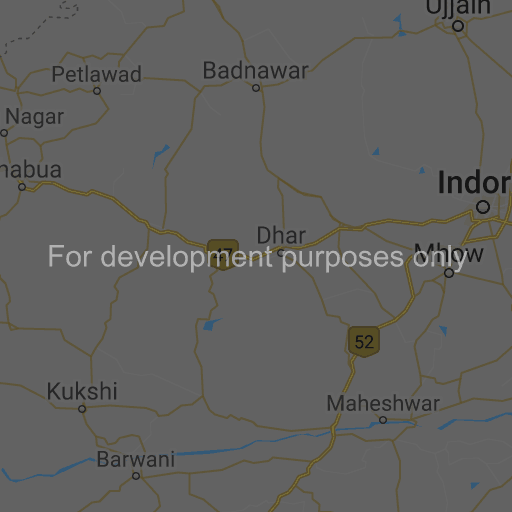 Ujjain
Petlawad
Badnawar
Nagar
habua
Indor
Dhar
47
Mhow
For development purposes only
52
Kukshi
Maheshwar
Barwani